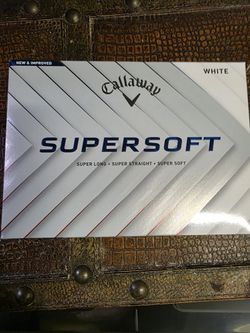 NEW & IMPROVED
WHITE
Callaway
SUPERSOFT
SUPER LONG • SUPER STRAIGHT • SUPER SOFT